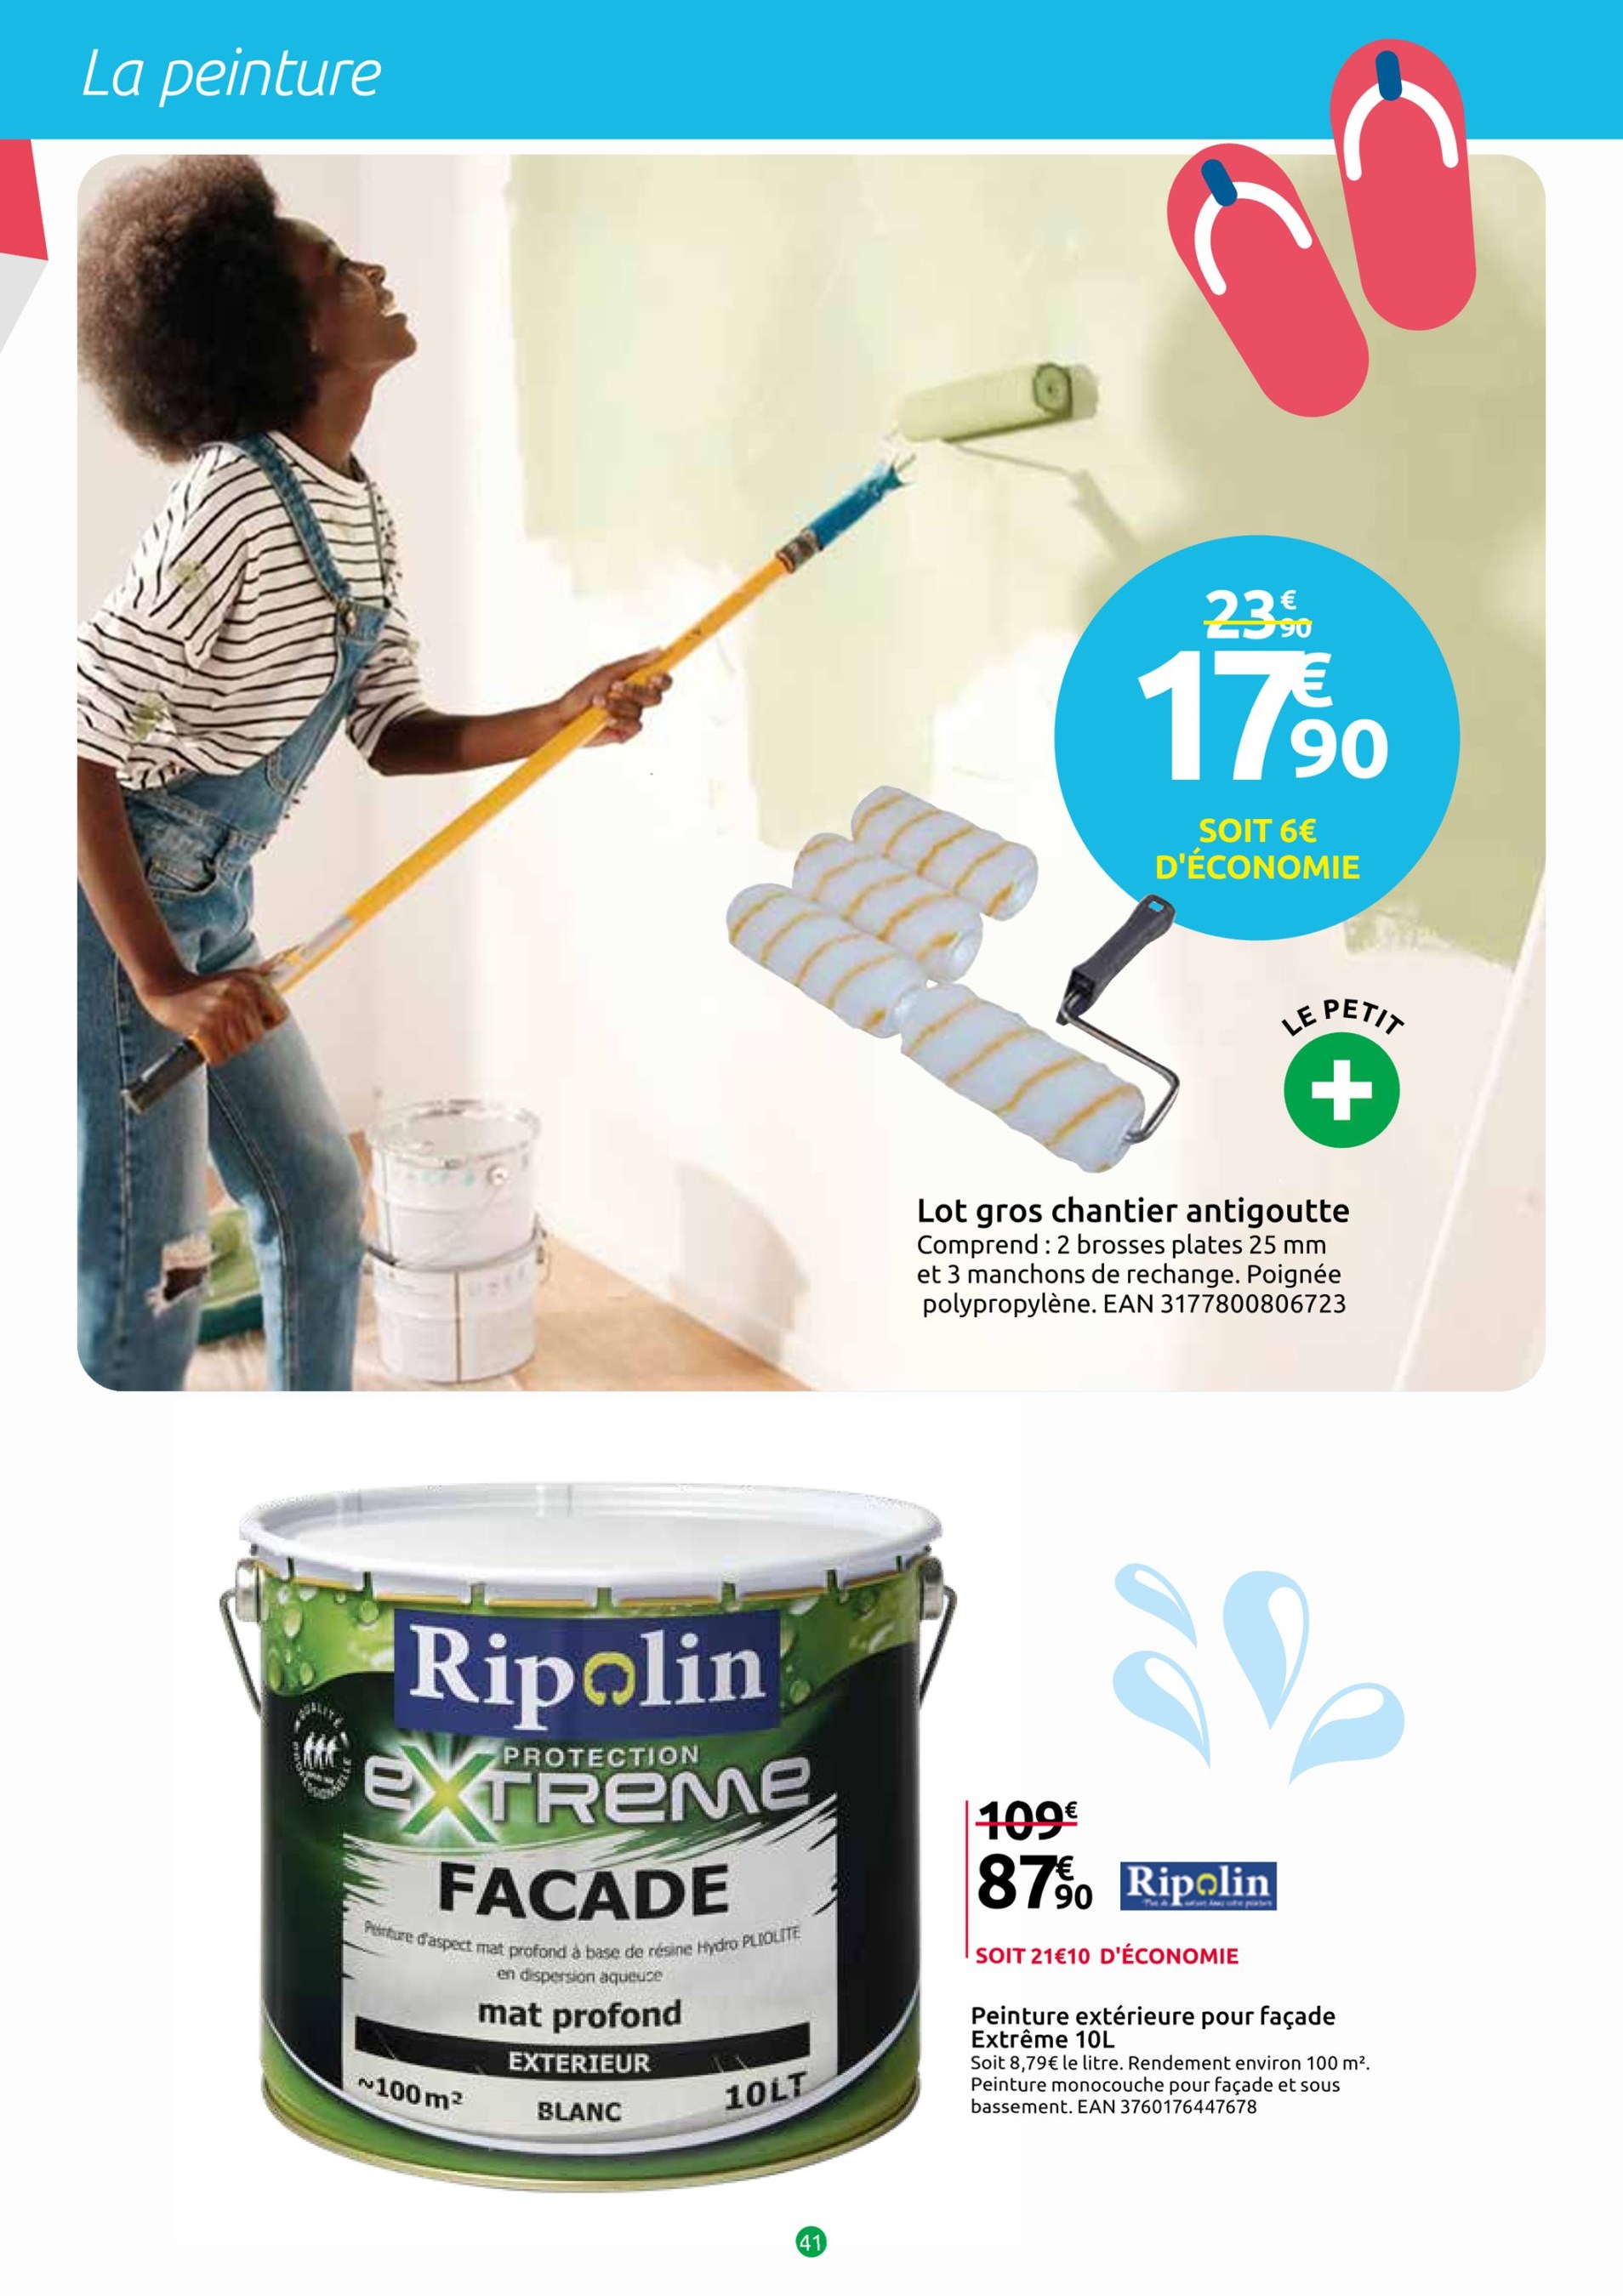 La peinture
23€90
17€90
SOIT 6€
D'ÉCONOMIE
LE PETIT
+
Lot gros chantier antigoutte
Comprend : 2 brosses plates 25 mm
et 3 manchons de rechange. Poignée
polypropylène. EAN 3177800806723
Ripolin
QUALITÉ
PROFESSIONNELLE
PROTECTION
eXTReMe
FACADE
Peinture d'aspect mat profond à base de résine Hydro PLIOLITE
en dispersion aqueuse
mat profond
EXTERIEUR
~100 m²
BLANC
10LT
109€
87€90
Ripolin
SOIT 21€10 D'ÉCONOMIE
Peinture extérieure pour façade
Extrême 10L
Soit 8,79€ le litre. Rendement environ 100 m².
Peinture monocouche pour façade et sous
bassement. EAN 3760176447678
41